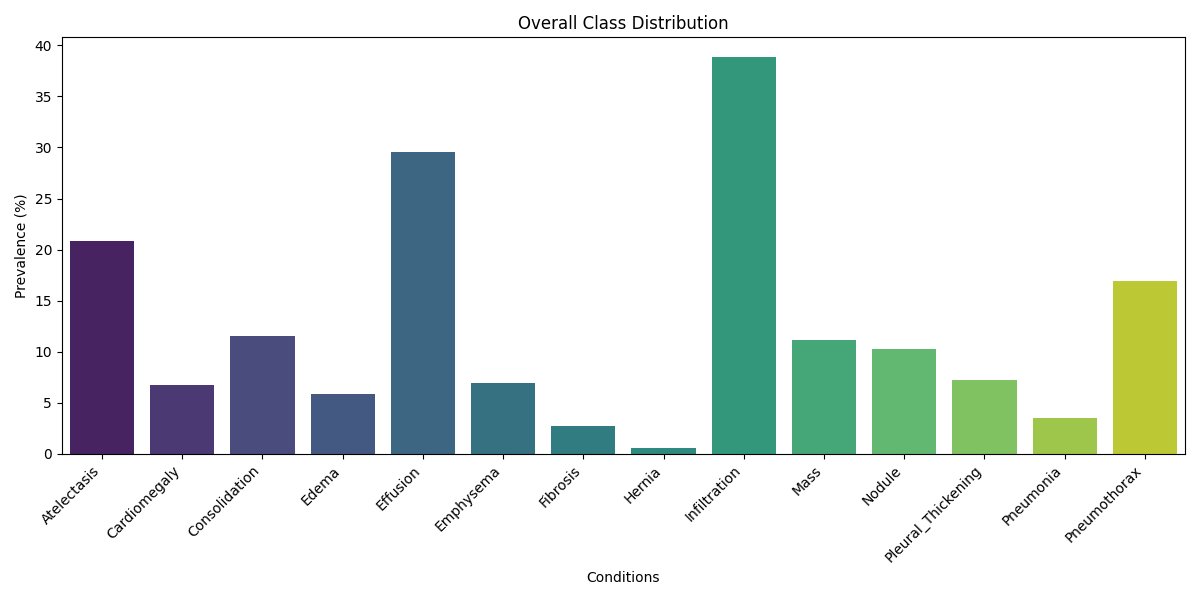 Overall Class Distribution
Prevalence (%)
40
35
30
25
20
15
10
5
0
Atelectasis
Cardiomegaly
Consolidation
Edema
Effusion
Emphysema
Fibrosis
Hernia
Infiltration
Mass
Nodule
Pleural_Thickening
Pneumonia
Pneumothorax
Conditions